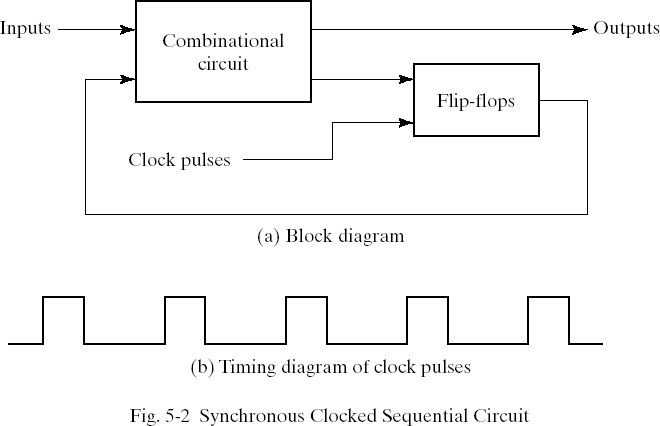 Inputs
Combinational
circuit
Outputs
Flip-flops
Clock pulses
(a) Block diagram
(b) Timing diagram of clock pulses
Fig. 5-2 Synchronous Clocked Sequential Circuit